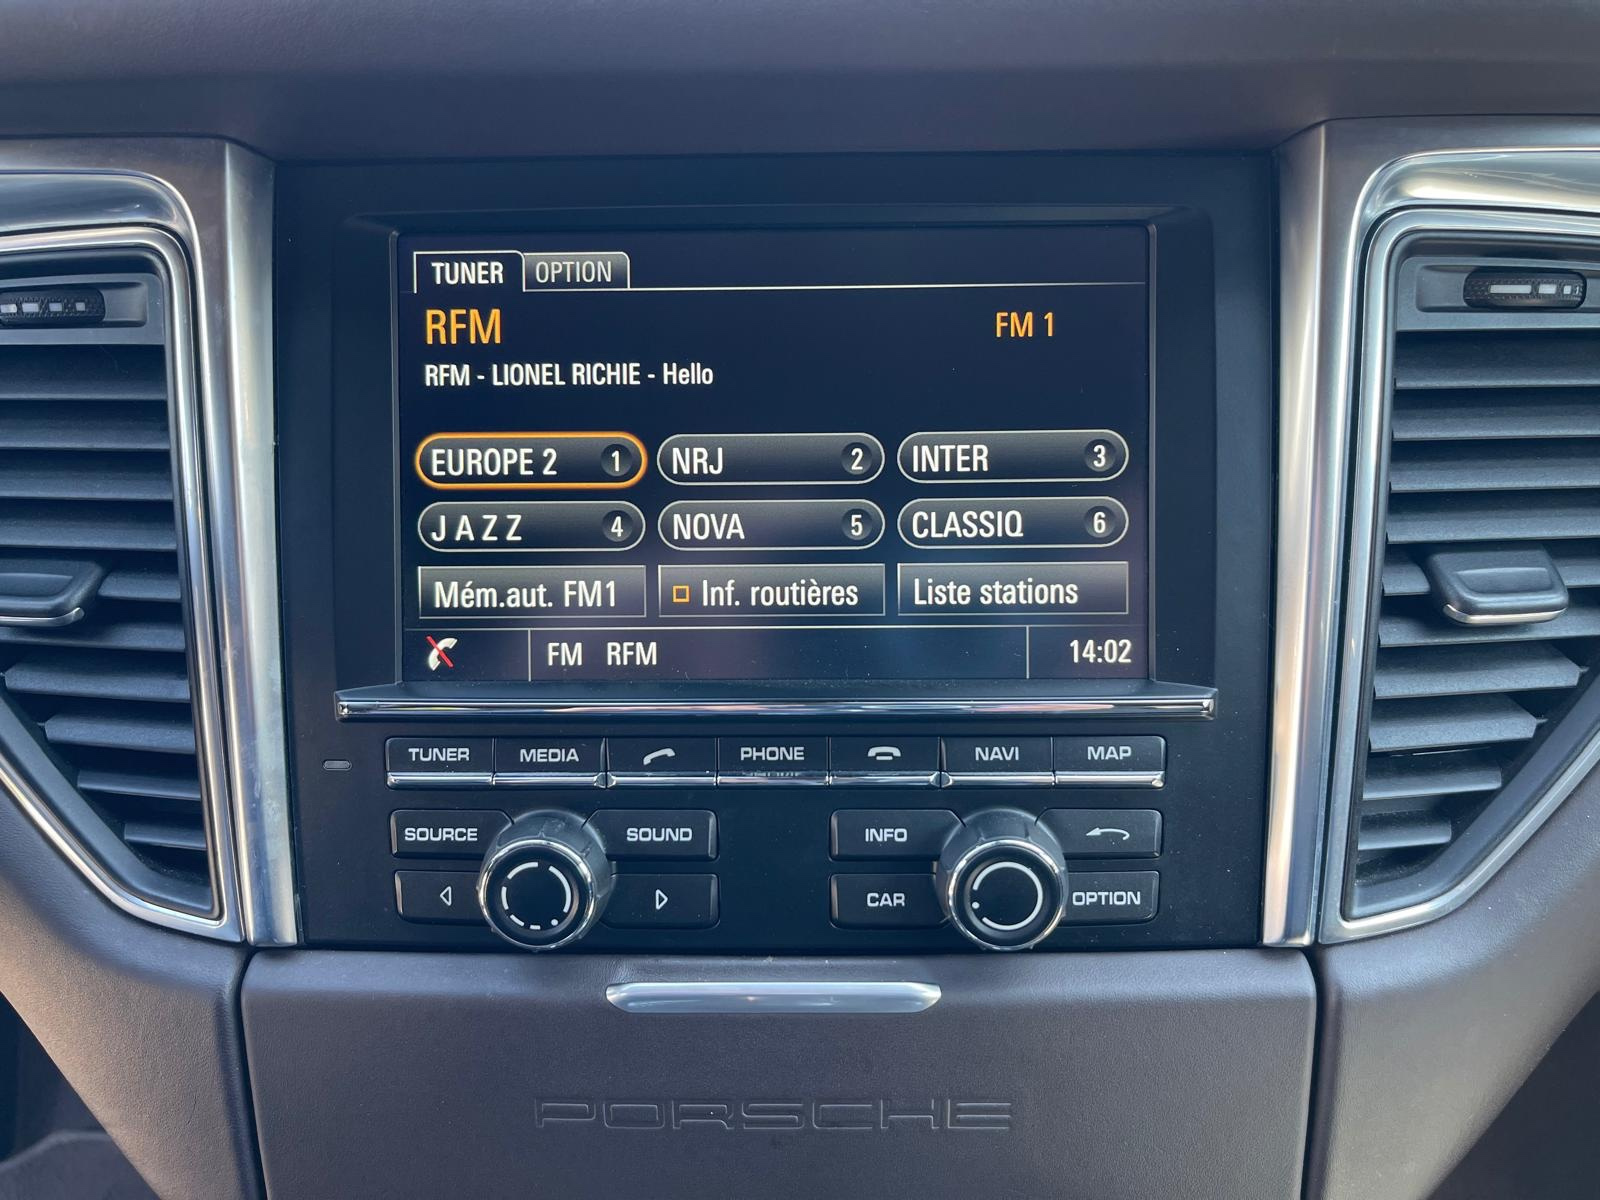 TUNER OPTION
RFM FM 1
RFM - LIONEL RICHIE - Hello
EUROPE 2 1 NRJ 2 INTER 3
J A Z Z 4 NOVA 5 CLASSIQ 6
Mém.aut. FM1 Inf. routières Liste stations
FM RFM 14:02
TUNER MEDIA PHONE NAVI MAP
SOURCE SOUND INFO
CAR OPTION
PORSCHE